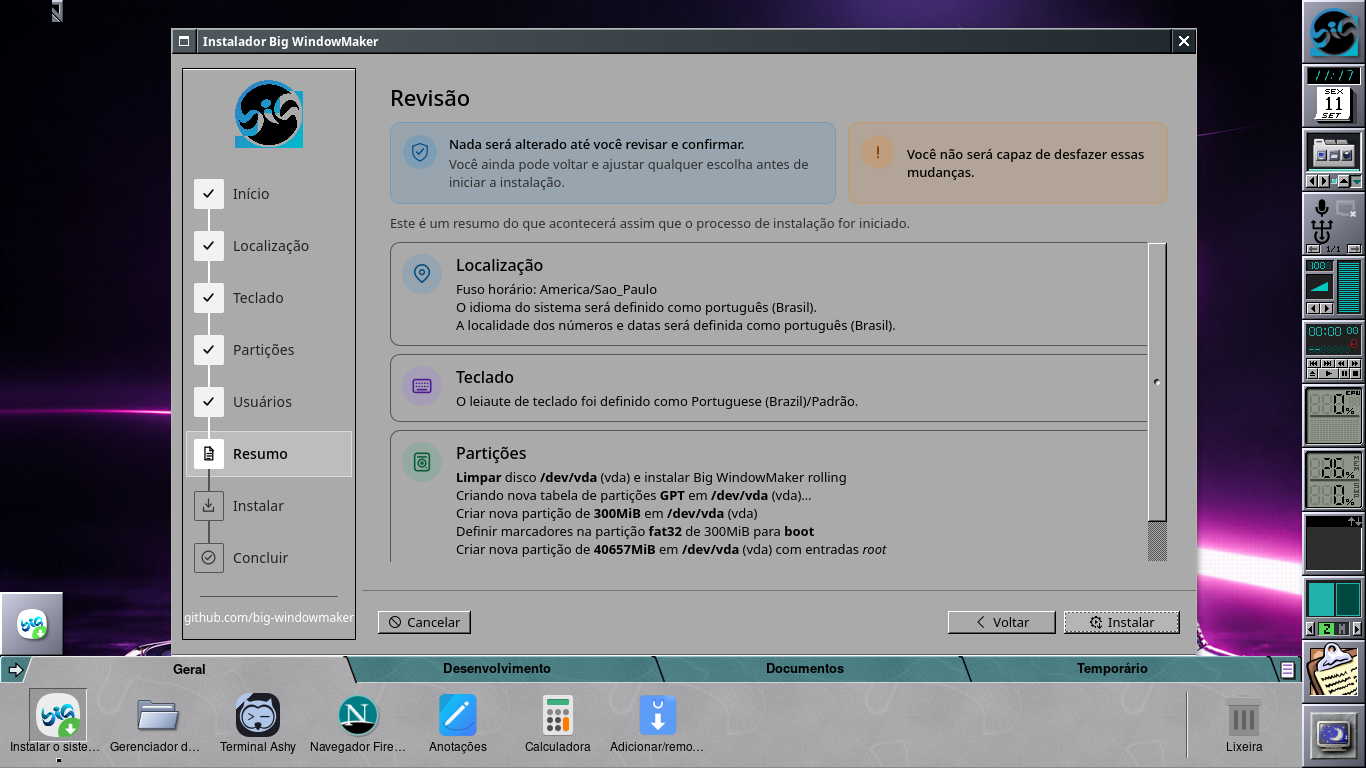 Instalador Big WindowMaker
Revisão
Nada será alterado até você revisar e confirmar.
Você ainda pode voltar e ajustar qualquer escolha antes de
iniciar a instalação.
Você não será capaz de desfazer essas
mudanças.
Este é um resumo do que acontecerá assim que o processo de instalação for iniciado.
Início
Localização
Teclado
Partições
Usuários
Resumo
Instalar
Concluir
github.com/big-windowmaker
Localização
Fuso horário: America/Sao_Paulo
O idioma do sistema será definido como português (Brasil).
A localidade dos números e datas será definida como português (Brasil).
Teclado
O leiaute de teclado foi definido como Portuguese (Brazil)/Padrão.
Partições
Limpar disco /dev/vda (vda) e instalar Big WindowMaker rolling
Criando nova tabela de partições GPT em /dev/vda (vda)...
Criar nova partição de 300MiB em /dev/vda (vda)
Definir marcadores na partição fat32 de 300MiB para boot
Criar nova partição de 40657MiB em /dev/vda (vda) com entradas root
Cancelar
Voltar
Instalar
11:17
SEX
11
SET
1/1
100
00:00 00
CPU
0%
26%
0%
Z
Geral
Desenvolvimento
Documentos
Temporário
Instalar o siste...
Gerenciador d...
Terminal Ashy
Navegador Fire...
Anotações
Calculadora
Adicionar/remo...
Lixeira